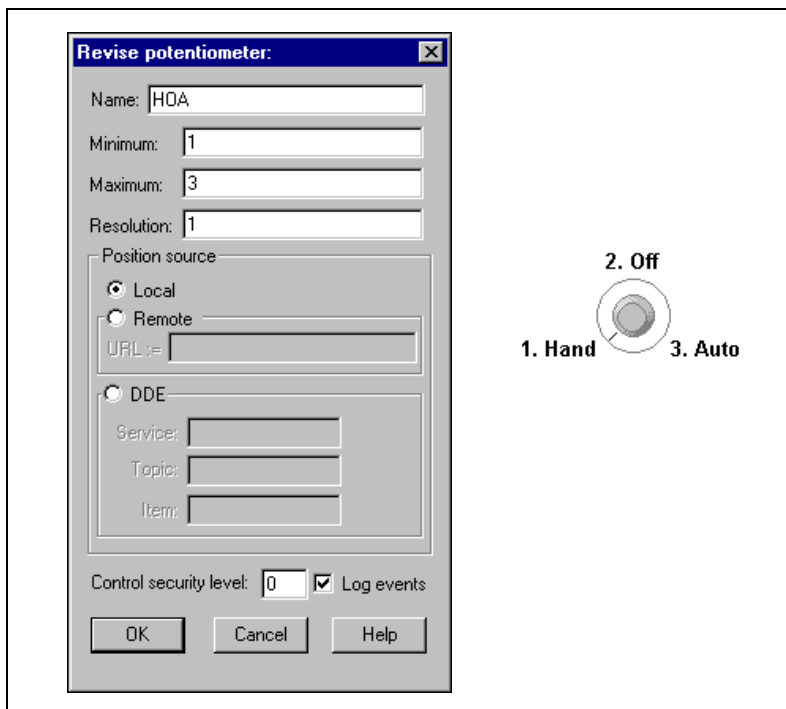 Revise potentiometer:
Name: HOA
Minimum: 1
Maximum: 3
Resolution: 1
Position source
Local
Remote
URL :=
DDE
Service:
Topic:
Item:
Control security level: 0 Log events
OK Cancel Help
2. Off
1. Hand 3. Auto